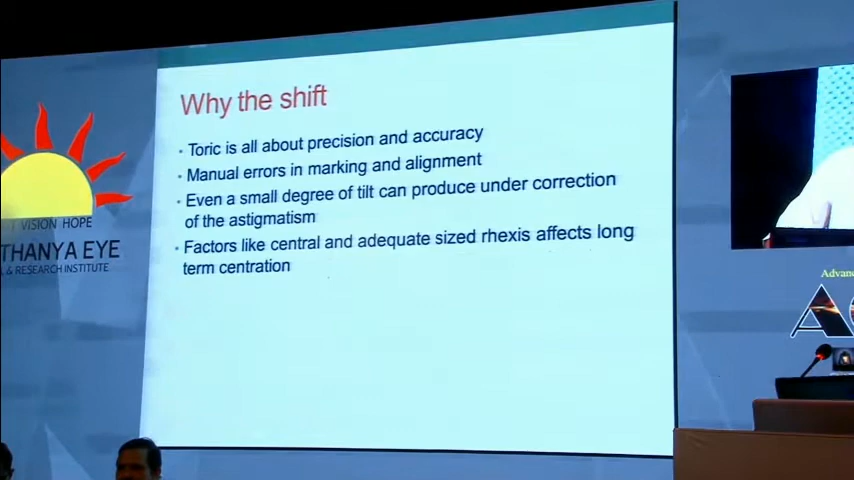 Why the shift
• Toric is all about precision and accuracy
• Manual errors in marking and alignment
• Even a small degree of tilt can produce under correction
of the astigmatism
• Factors like central and adequate sized rhexis affects long
term centration
VISION HOPE
THANYA EYE
& RESEARCH INSTITUTE
Advanc